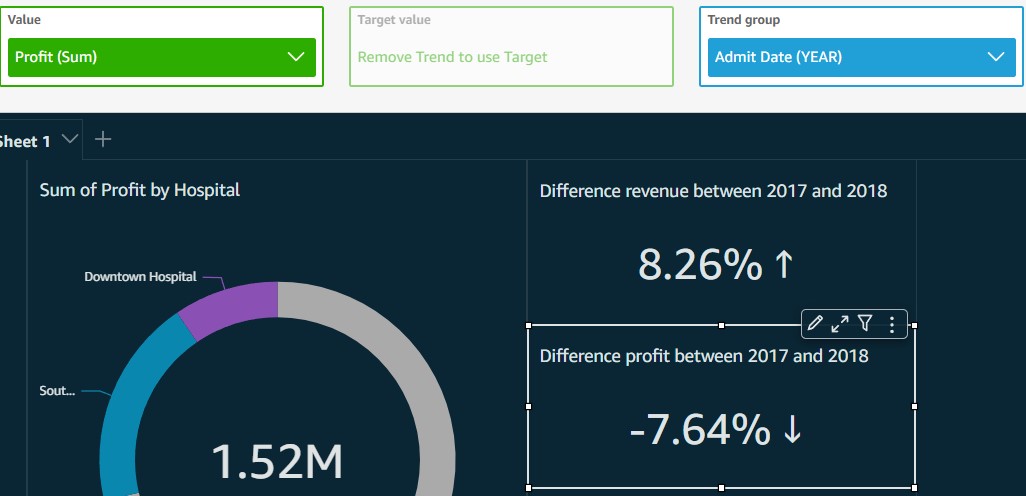 Value
Target value
Trend group
Profit (Sum)
Remove Trend to use Target
Admit Date (YEAR)
Sheet 1
Sum of Profit by Hospital
Difference revenue between 2017 and 2018
8.26% ↑
Downtown Hospital
Difference profit between 2017 and 2018
Sout...
-7.64% ↓
1.52M